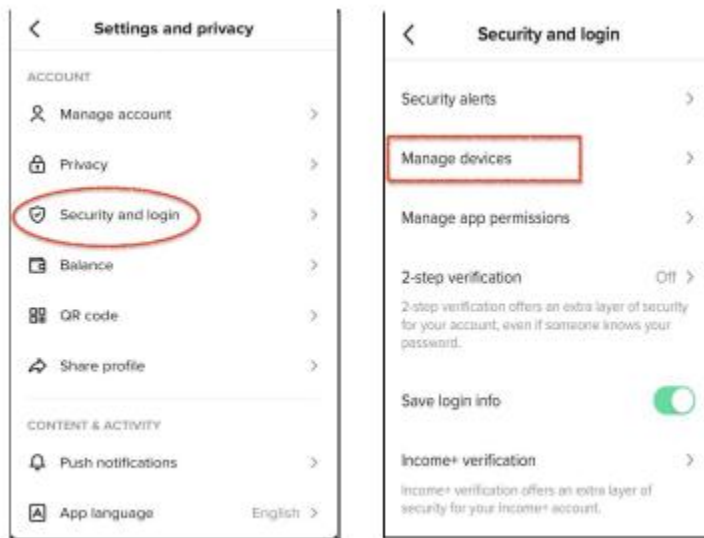 Settings and privacy
ACCOUNT
Manage account
Privacy
Security and login
Balance
QR code
Share profile
CONTENT & ACTIVITY
Push notifications
App language English
Security and login
Security alerts
Manage devices
Manage app permissions
2-step verification Off
2-step verification offers an extra layer of security
for your account, even if someone knows your
password.
Save login info
Income+ verification
Income+ verification offers an extra layer of
security for your Income+ account.